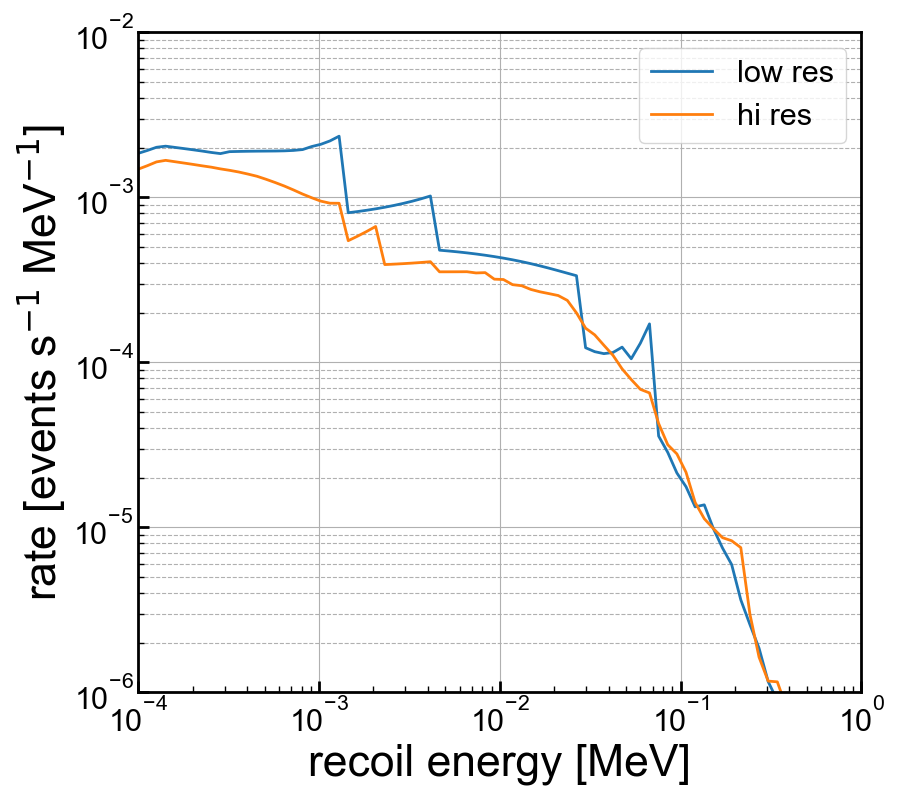 10⁻²
10⁻³
10⁻⁴
10⁻⁵
10⁻⁶
rate [events s⁻¹ MeV⁻¹]
low res
hi res
10⁻⁴ 10⁻³ 10⁻² 10⁻¹ 10⁰
recoil energy [MeV]